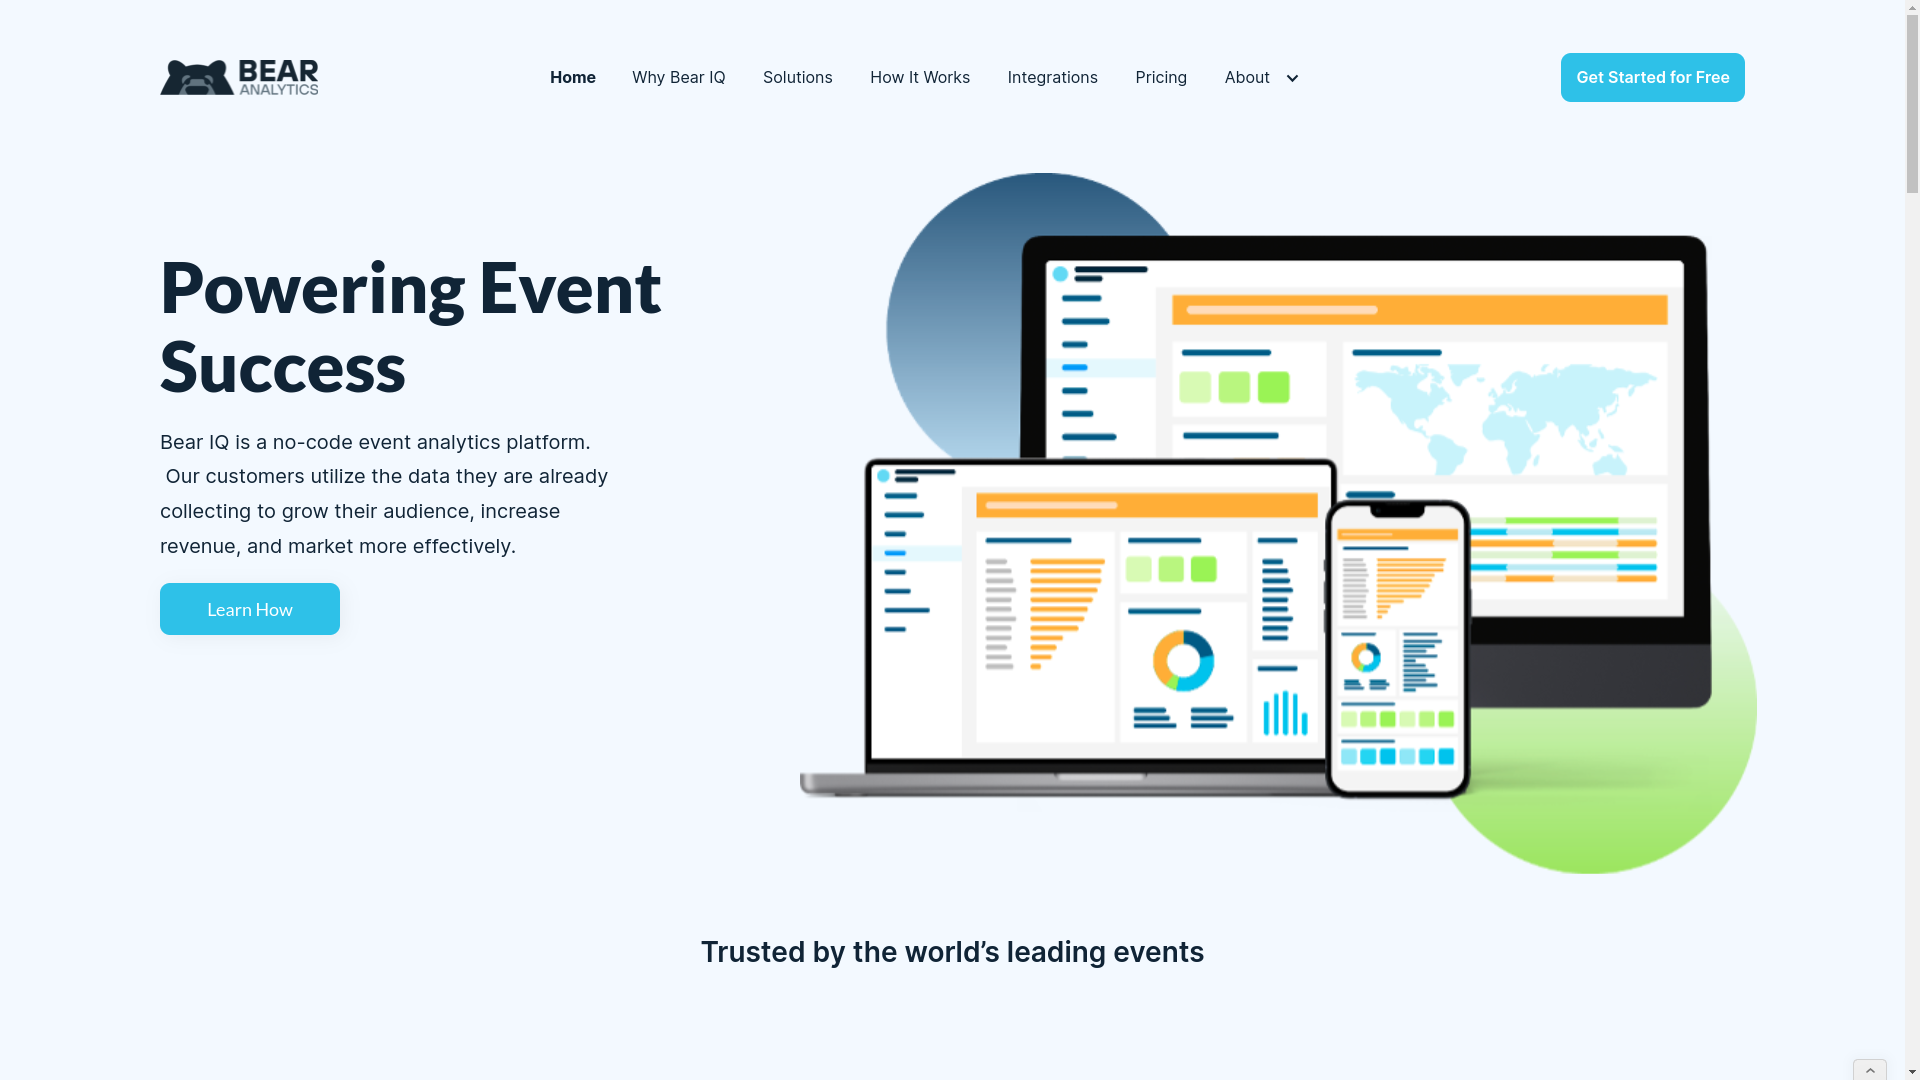 BEAR
ANALYTICS
Home Why Bear IQ Solutions How It Works Integrations Pricing About
Get Started for Free
Powering Event
Success
Bear IQ is a no-code event analytics platform.
Our customers utilize the data they are already
collecting to grow their audience, increase
revenue, and market more effectively.
Learn How
Trusted by the world’s leading events